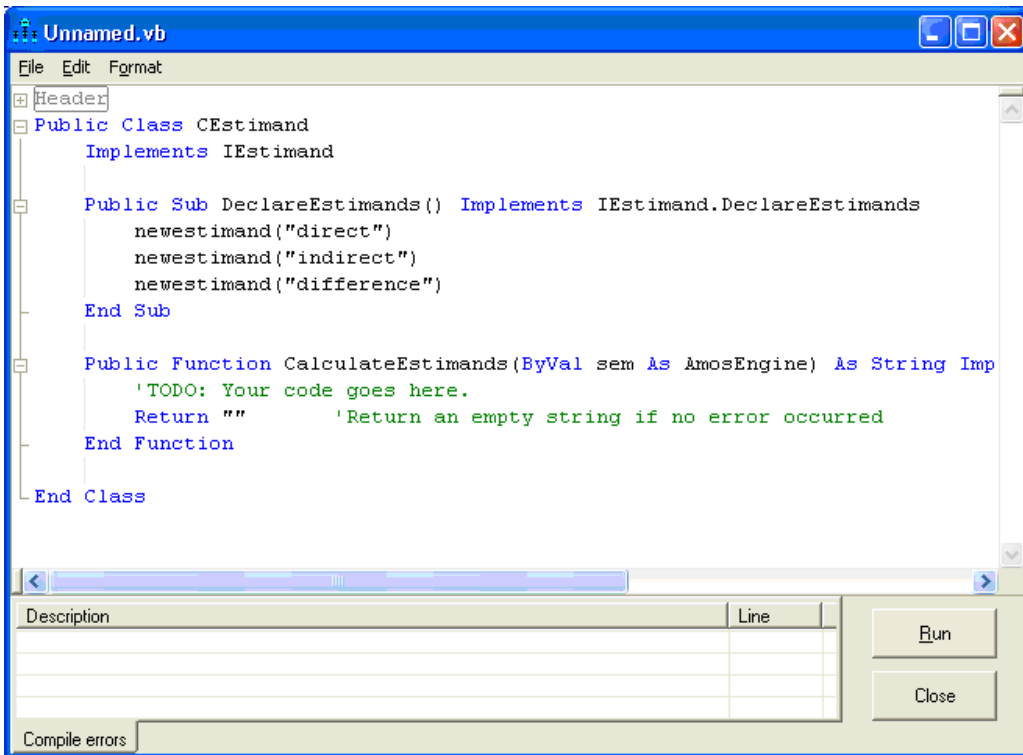 Unnamed.vb
File Edit Format
Header
Public Class CEstimand
Implements IEstimand
Public Sub DeclareEstimands() Implements IEstimand.DeclareEstimands
newestimand("direct")
newestimand("indirect")
newestimand("difference")
End Sub
Public Function CalculateEstimands(ByVal sem As AmosEngine) As String Imp
'TODO: Your code goes here.
Return "" 'Return an empty string if no error occurred
End Function
End Class
Description Line
Run
Close
Compile errors